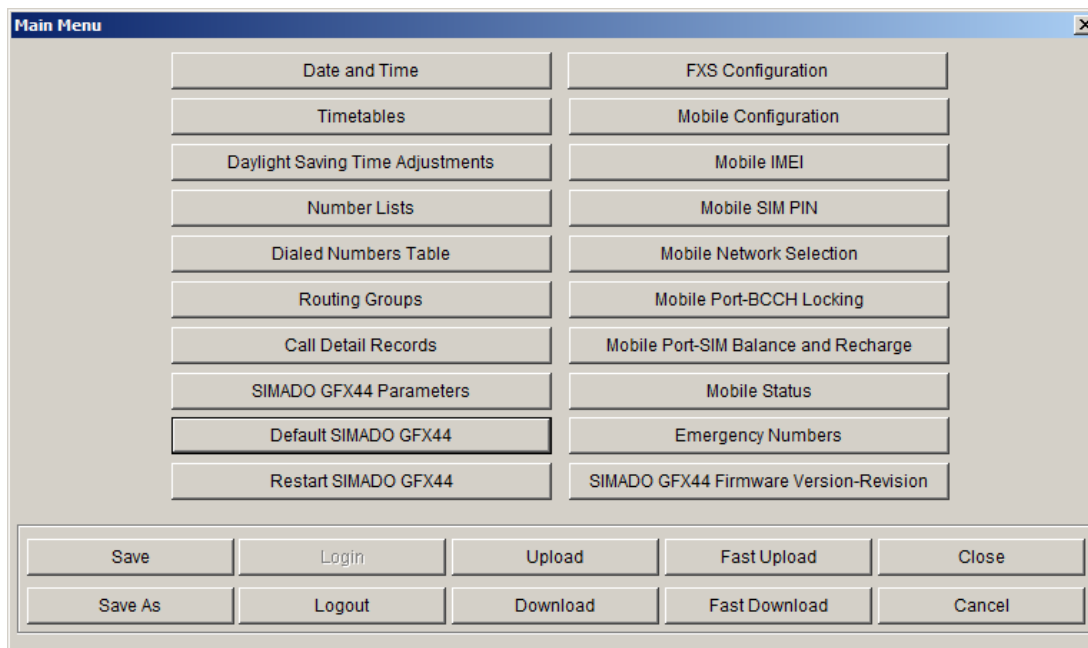 Main Menu
Date and Time
FXS Configuration
Timetables
Mobile Configuration
Daylight Saving Time Adjustments
Mobile IMEI
Number Lists
Mobile SIM PIN
Dialed Numbers Table
Mobile Network Selection
Routing Groups
Mobile Port-BCCH Locking
Call Detail Records
Mobile Port-SIM Balance and Recharge
SIMADO GFX44 Parameters
Mobile Status
Default SIMADO GFX44
Emergency Numbers
Restart SIMADO GFX44
SIMADO GFX44 Firmware Version-Revision
Save
Login
Upload
Fast Upload
Close
Save As
Logout
Download
Fast Download
Cancel